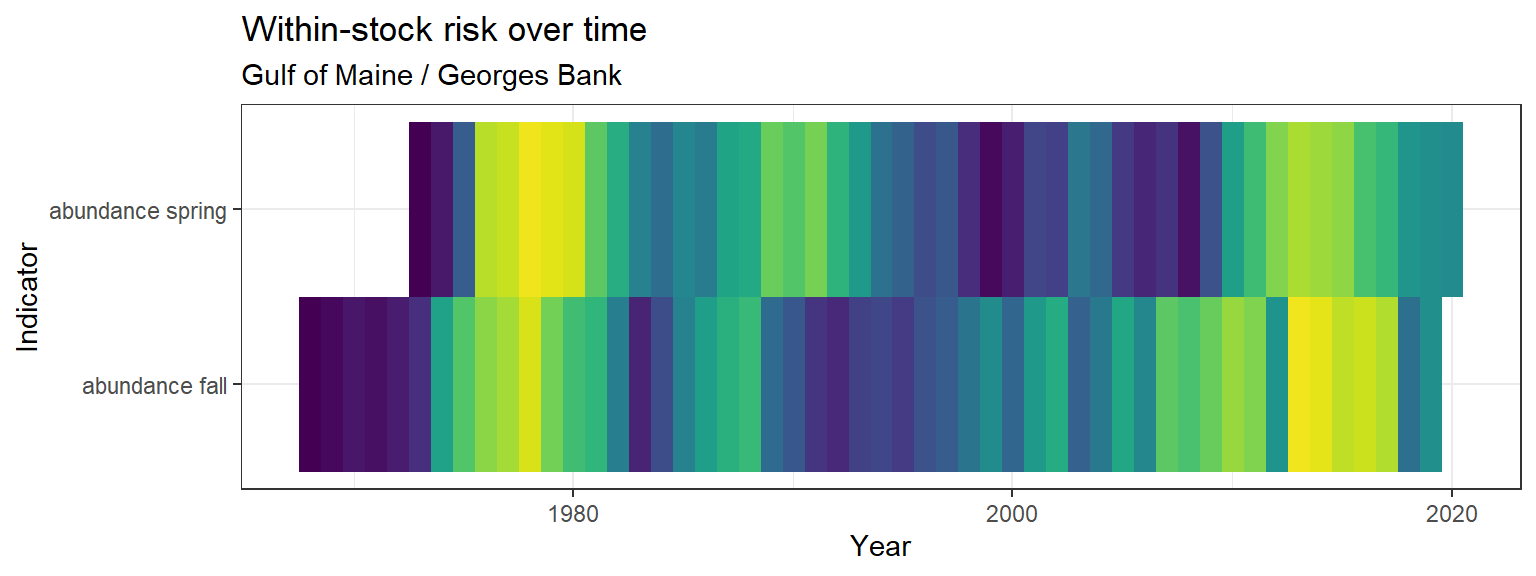 Within-stock risk over time
Gulf of Maine / Georges Bank
Indicator
abundance spring
abundance fall
1980 2000 2020
Year